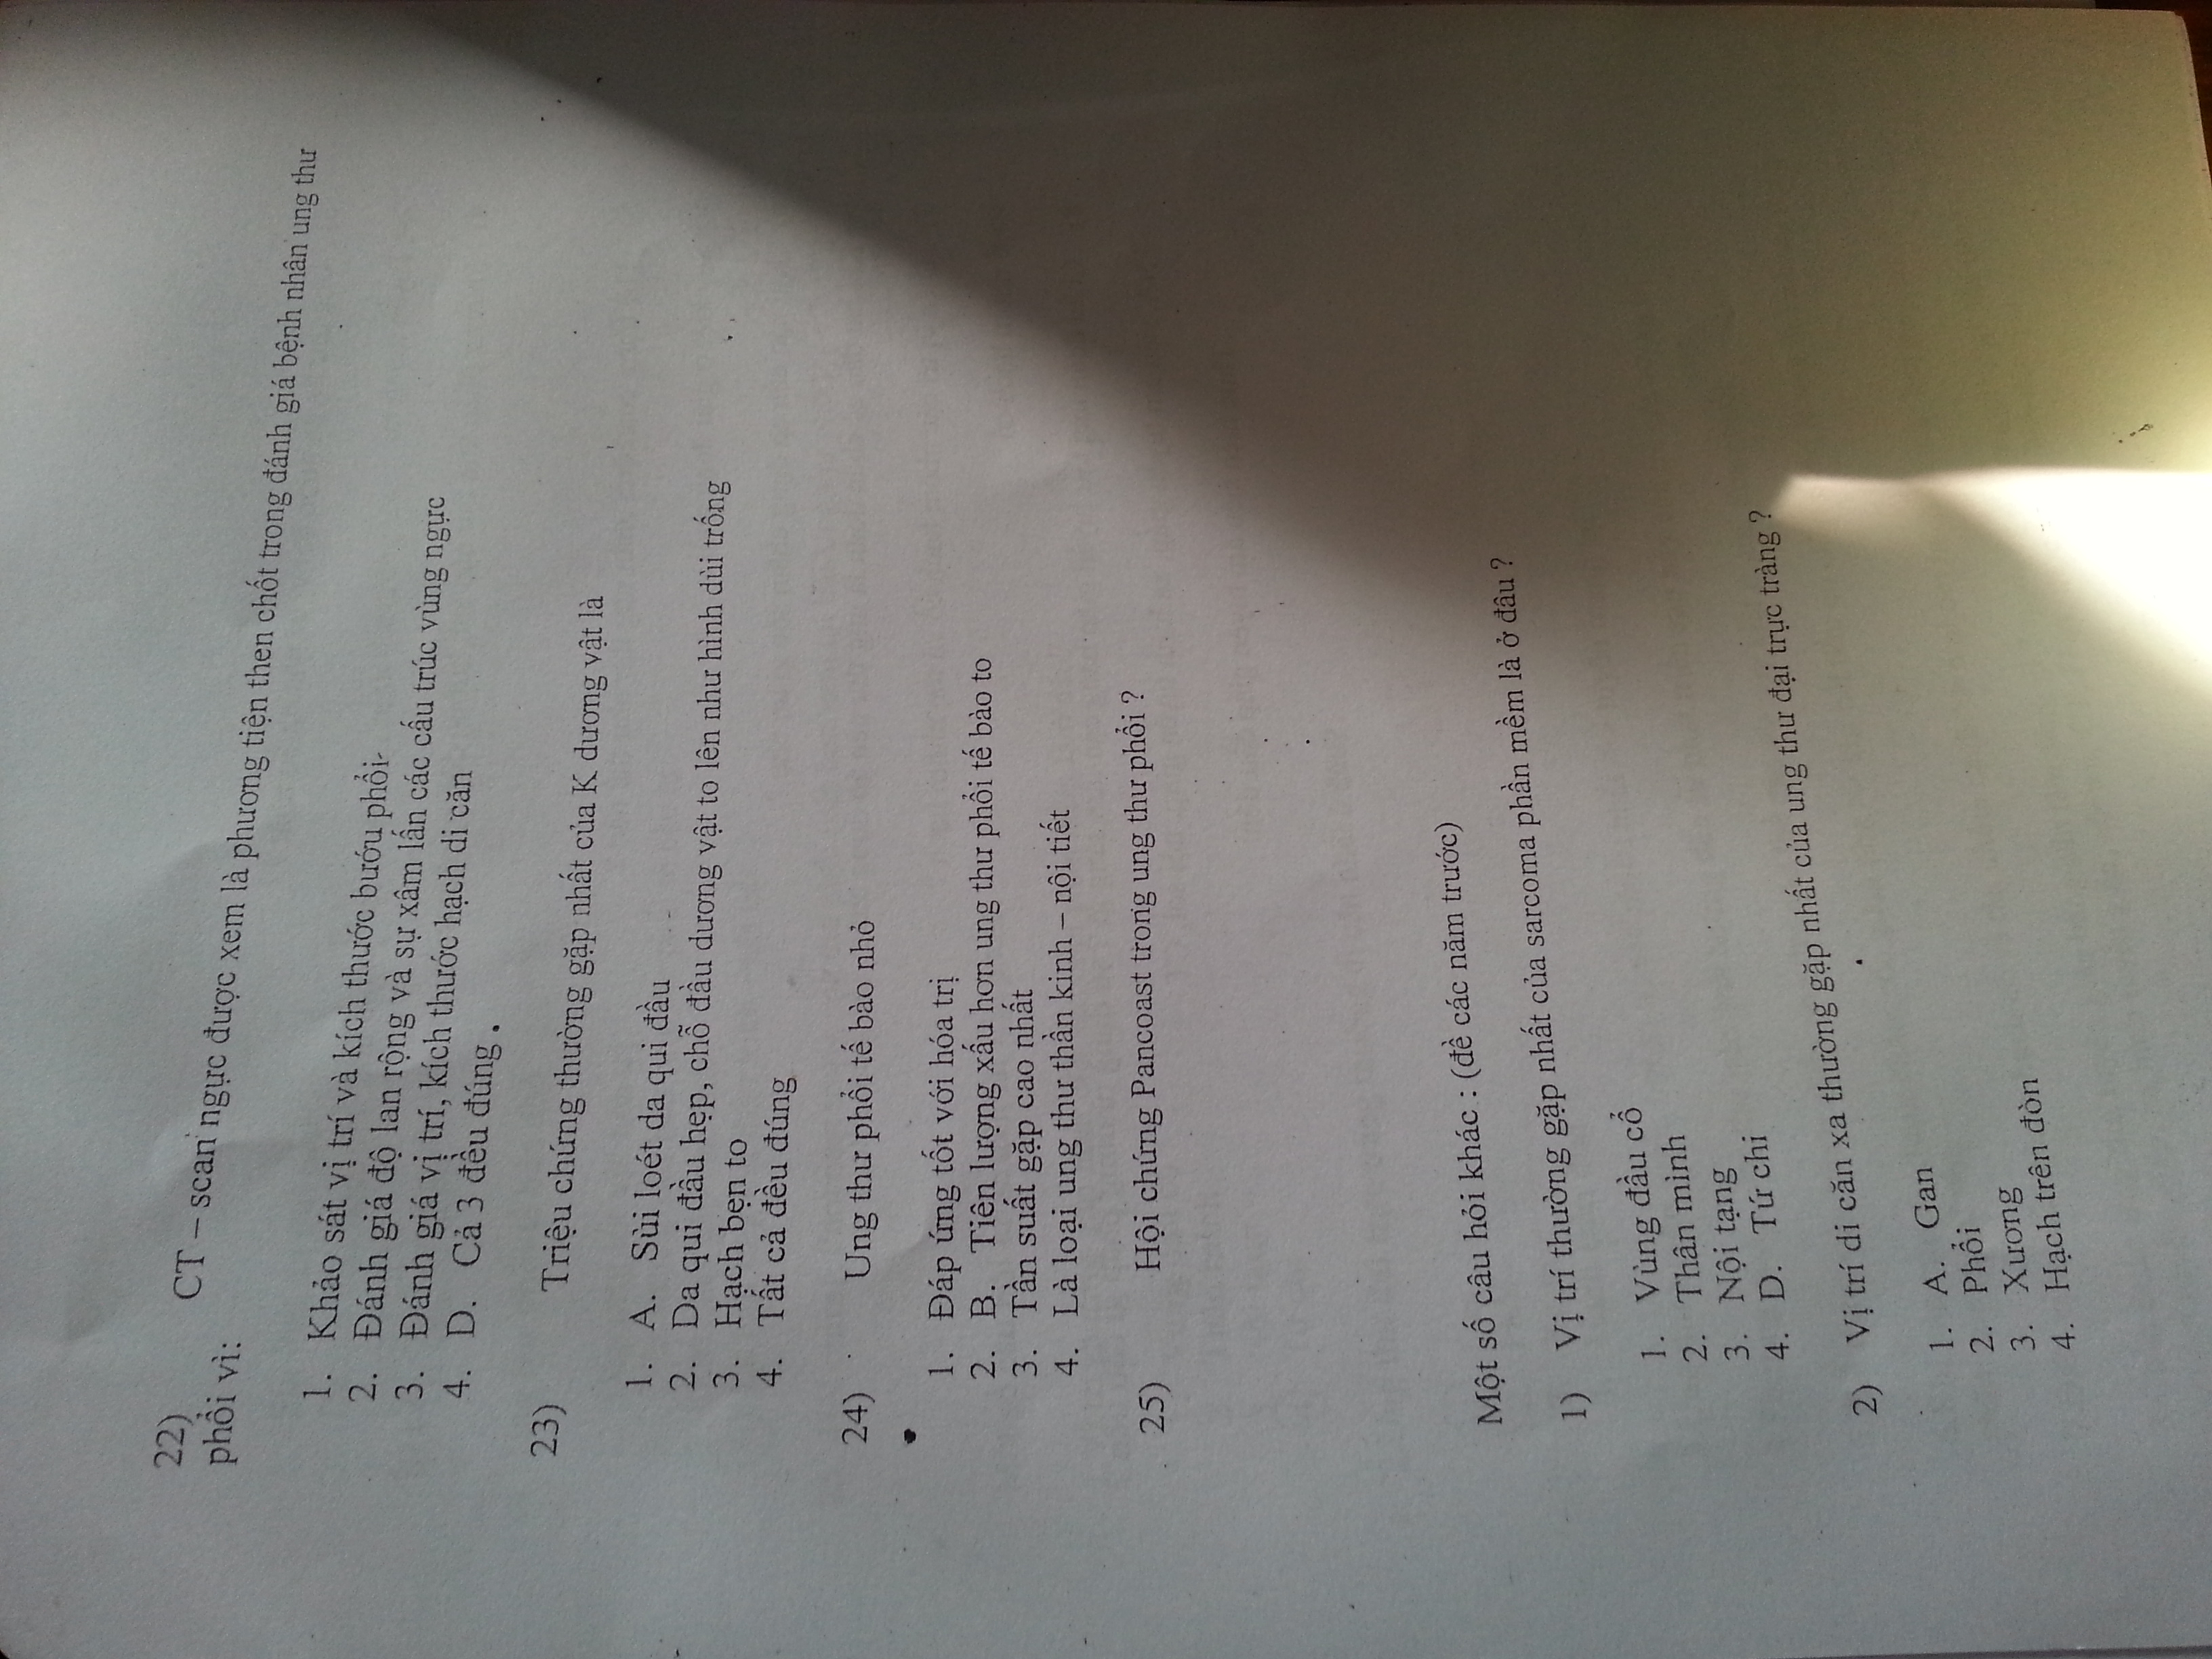 22) CT – scan ngực được xem là phương tiện then chốt trong đánh giá bệnh nhân ung thư
phổi vì:
1. Khảo sát vị trí và kích thước bướu phổi
2. Đánh giá độ lan rộng và sự xâm lấn các cấu trúc vùng ngực
3. Đánh giá vị trí, kích thước hạch di căn
4. D. Cả 3 đều đúng .
23) Triệu chứng thường gặp nhất của K dương vật là
1. A. Sùi loét da qui đầu
2. Da qui đầu hẹp, chỗ đầu dương vật to lên như hình dùi trống
3. Hạch bẹn to
4. Tất cả đều đúng
24) Ung thư phổi tế bào nhỏ
1. Đáp ứng tốt với hóa trị
2. B. Tiên lượng xấu hơn ung thư phổi tế bào to
3. Tần suất gặp cao nhất
4. Là loại ung thư thần kinh – nội tiết
25) Hội chứng Pancoast trong ung thư phổi ?
Một số câu hỏi khác : (đề các năm trước)
1) Vị trí thường gặp nhất của sarcoma phần mềm là ở đâu ?
1. Vùng đầu cổ
2. Thân mình
3. Nội tạng
4. D. Tứ chi
2) Vị trí di căn xa thường gặp nhất của ung thư đại trực tràng ?
1. A. Gan
2. Phổi
3. Xương
4. Hạch trên đòn